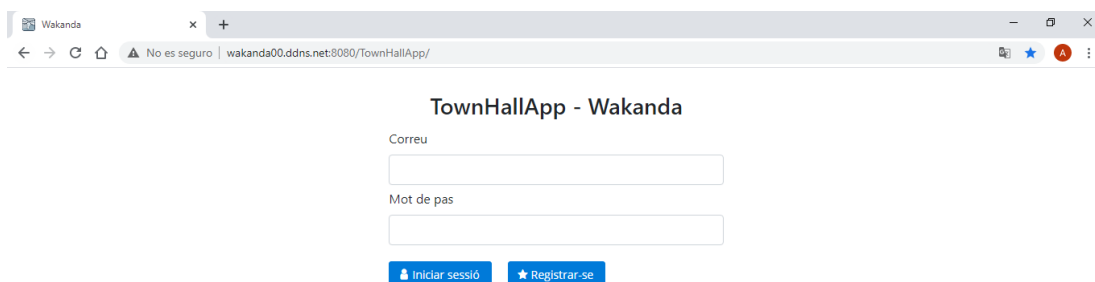 Wakanda
No es seguro | wakanda00.ddns.net:8080/TownHallApp/
A
TownHallApp - Wakanda
Correu
Mot de pas
Iniciar sessió Registrar-se